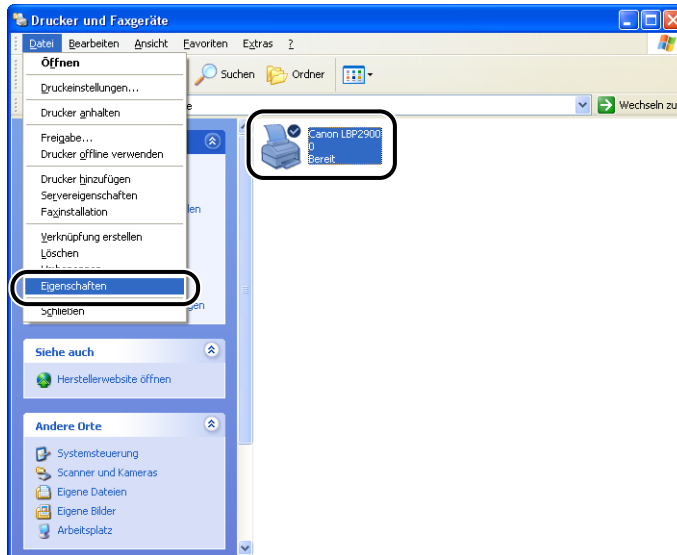 Drucker und Faxgeräte
Datei Bearbeiten Ansicht Favoriten Extras ?
Öffnen
Druckeinstellungen...
Drucker anhalten
Freigabe...
Drucker offline verwenden
Drucker hinzufügen
Servereigenschaften
Faxinstallation
Verknüpfung erstellen
Löschen
Eigenschaften
Schließen
Suchen Ordner
Wechseln zu
Canon LBP2900
0
Bereit
Siehe auch
Herstellerwebsite öffnen
Andere Orte
Systemsteuerung
Scanner und Kameras
Eigene Dateien
Eigene Bilder
Arbeitsplatz